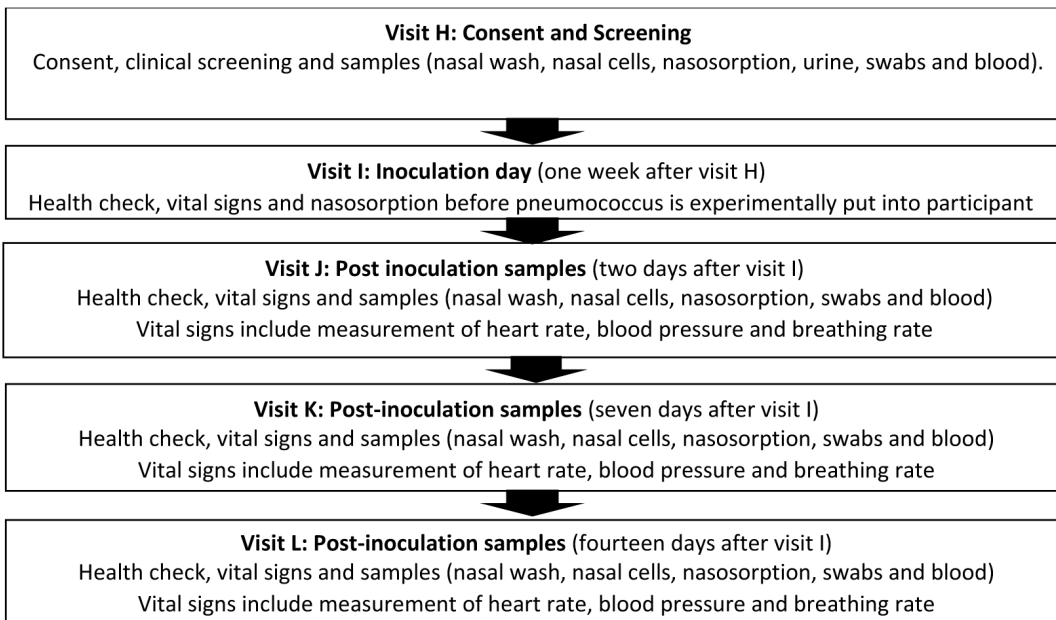 Visit H: Consent and Screening
Consent, clinical screening and samples (nasal wash, nasal cells, nasosorption, urine, swabs and blood).
Visit I: Inoculation day (one week after visit H)
Health check, vital signs and nasosorption before pneumococcus is experimentally put into participant
Visit J: Post inoculation samples (two days after visit I)
Health check, vital signs and samples (nasal wash, nasal cells, nasosorption, swabs and blood)
Vital signs include measurement of heart rate, blood pressure and breathing rate
Visit K: Post-inoculation samples (seven days after visit I)
Health check, vital signs and samples (nasal wash, nasal cells, nasosorption, swabs and blood)
Vital signs include measurement of heart rate, blood pressure and breathing rate
Visit L: Post-inoculation samples (fourteen days after visit I)
Health check, vital signs and samples (nasal wash, nasal cells, nasosorption, swabs and blood)
Vital signs include measurement of heart rate, blood pressure and breathing rate